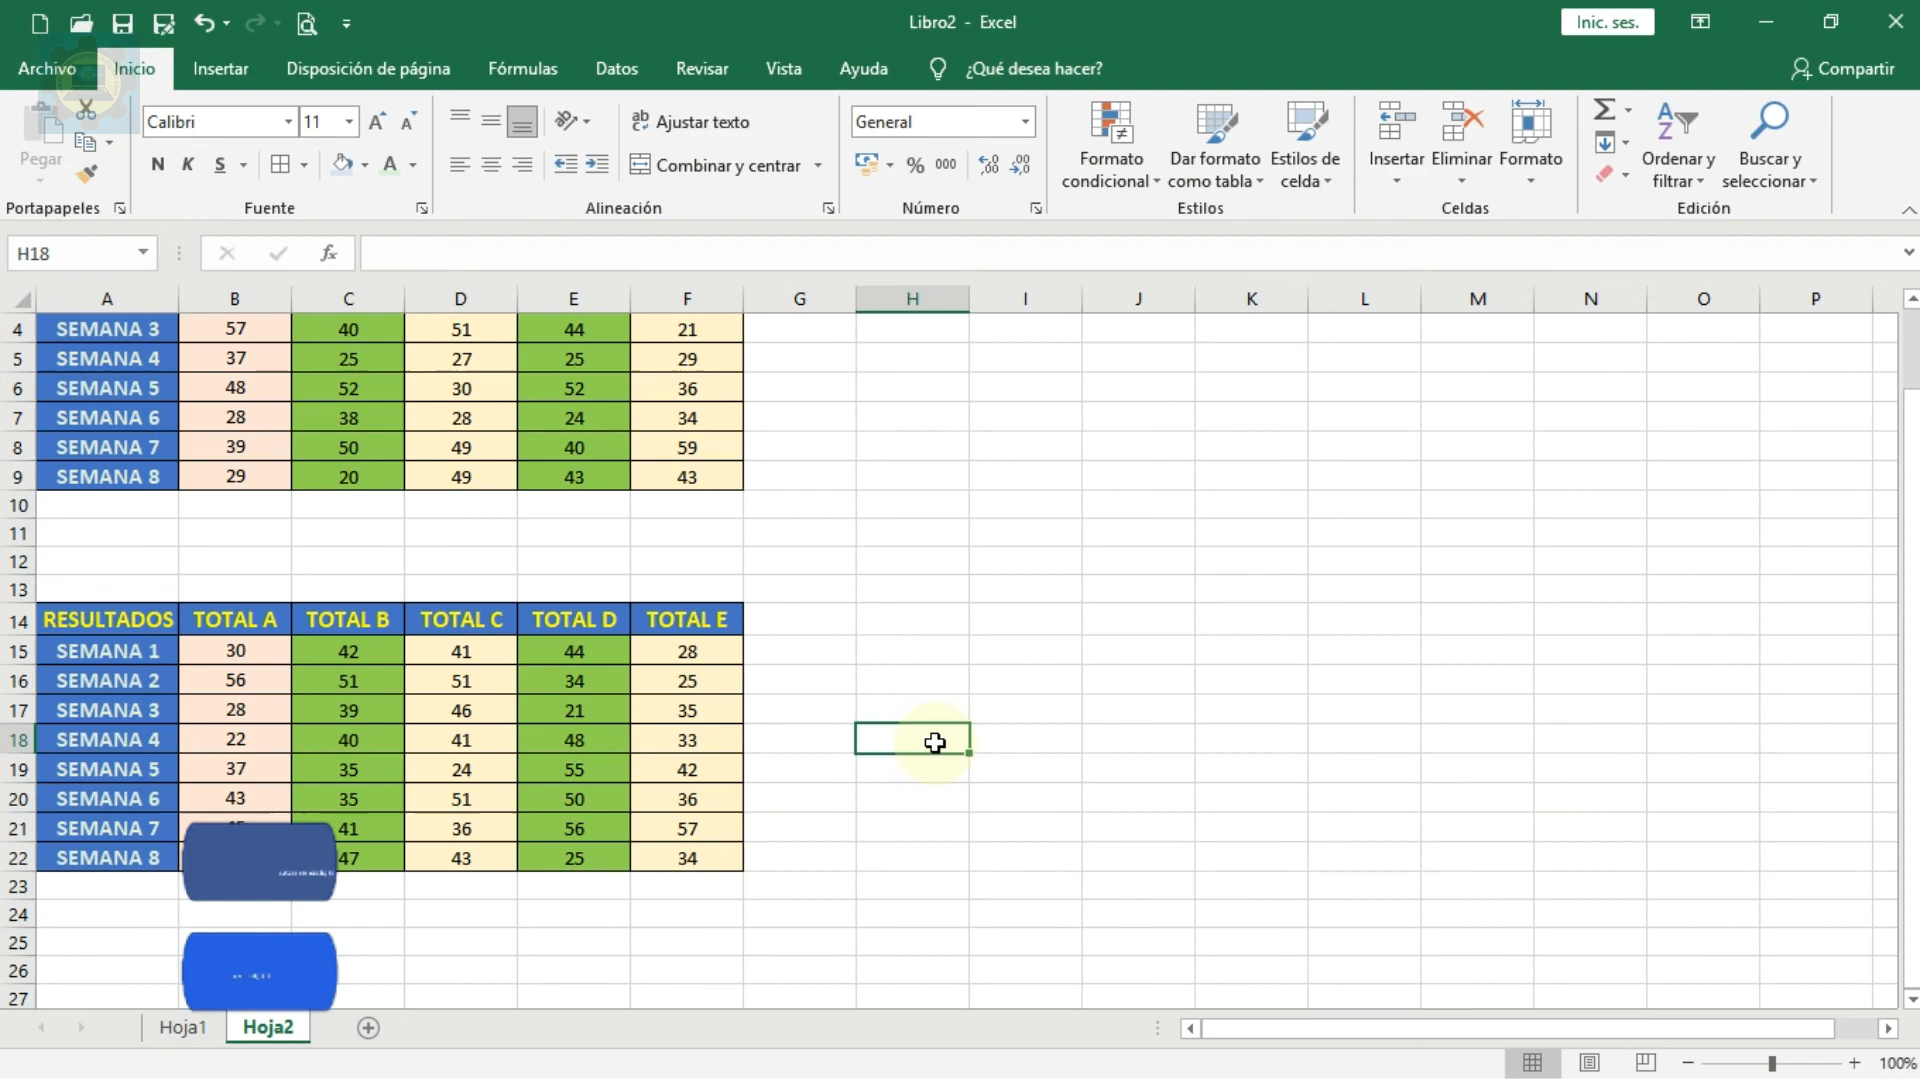 Libro2 - Excel
Inic. ses.
Archivo Inicio Insertar Disposición de página Fórmulas Datos Revisar Vista Ayuda ¿Qué desea hacer? Compartir
Pegar
Calibri 11
N K S
Ajustar texto
Combinar y centrar
General
% 000
Formato condicional
Dar formato como tabla
Estilos de celda
Insertar Eliminar Formato
Ordenar y filtrar
Buscar y seleccionar
Portapapeles Fuente Alineación Número Estilos Celdas Edición
H18 fx
A B C D E F G H I J K L M N O P
4 SEMANA 3 57 40 51 44 21
5 SEMANA 4 37 25 27 25 29
6 SEMANA 5 48 52 30 52 36
7 SEMANA 6 28 38 28 24 34
8 SEMANA 7 39 50 49 40 59
9 SEMANA 8 29 20 49 43 43
10
11
12
13
14 RESULTADOS TOTAL A TOTAL B TOTAL C TOTAL D TOTAL E
15 SEMANA 1 30 42 41 44 28
16 SEMANA 2 56 51 51 34 25
17 SEMANA 3 28 39 46 21 35
18 SEMANA 4 22 40 41 48 33
19 SEMANA 5 37 35 24 55 42
20 SEMANA 6 43 35 51 50 36
21 SEMANA 7 41 36 56 57
22 SEMANA 8 47 43 25 34
23
24
25
26
27
Hoja1 Hoja2
100%